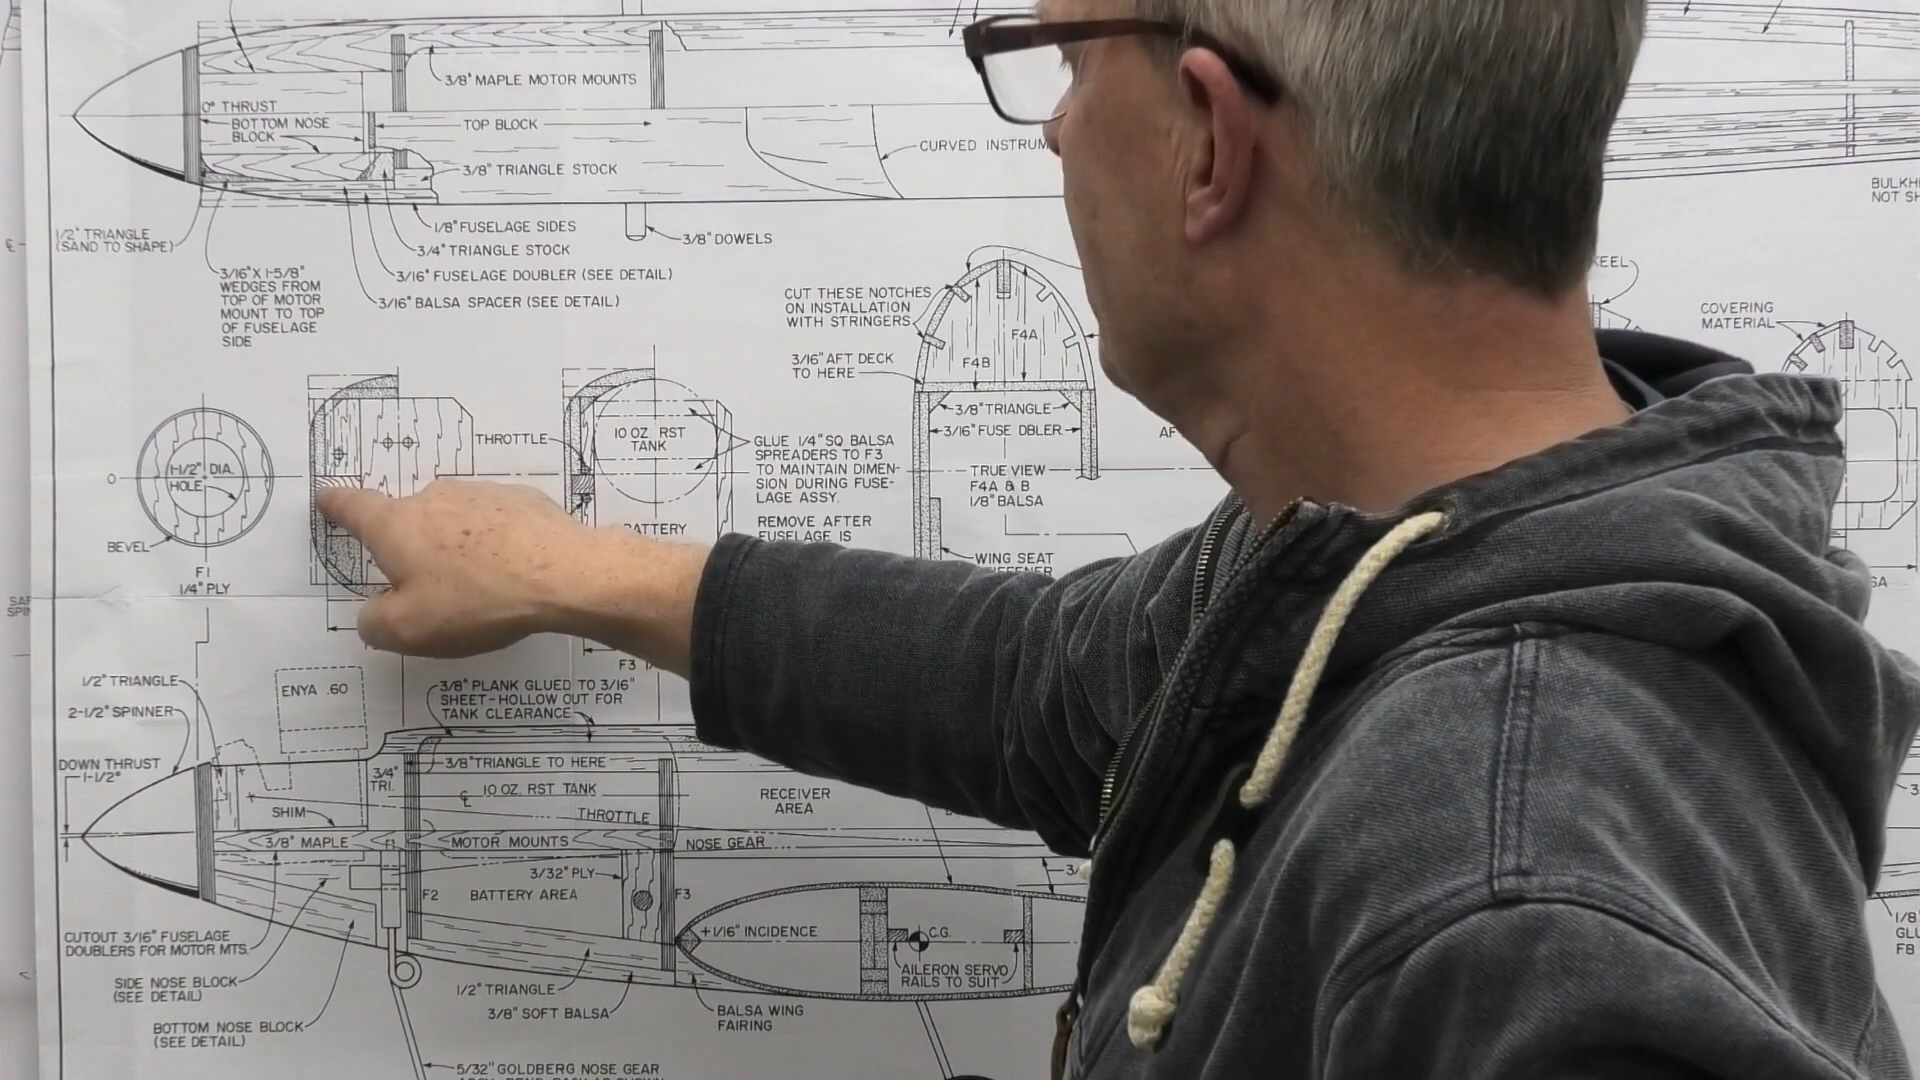 3/8" MAPLE MOTOR MOUNTS
0° THRUST
BOTTOM NOSE
BLOCK
TOP BLOCK
CURVED INSTRUM
3/8" TRIANGLE STOCK
BULKH
NOT SH
1/8" FUSELAGE SIDES
1/2" TRIANGLE
(SAND TO SHAPE)
3/8" DOWELS
3/4" TRIANGLE STOCK
3/16" FUSELAGE DOUBLER (SEE DETAIL)
3/16" BALSA SPACER (SEE DETAIL)
3/16" X 1-5/8"
WEDGES FROM
TOP OF MOTOR
MOUNT TO TOP
OF FUSELAGE
SIDE
CUT THESE NOTCHES
ON INSTALLATION
WITH STRINGERS
KEEL
COVERING
MATERIAL
F4A
F4B
3/16" AFT DECK
TO HERE
3/8" TRIANGLE
3/16" FUSE DBLER
TRUE VIEW
F4A & B
1/8" BALSA
AF
WING SEAT
1-1/2" DIA.
HOLE
BEVEL
F1
1/4" PLY
THROTTLE
10 OZ. RST
TANK
BATTERY
GLUE 1/4" SQ BALSA
SPREADERS TO F3
TO MAINTAIN DIMEN-
SION DURING FUSE-
LAGE ASSY.
REMOVE AFTER
FUSELAGE IS
F3
SA
1/2" TRIANGLE
2-1/2" SPINNER
ENYA .60
3/8" PLANK GLUED TO 3/16"
SHEET-HOLLOW OUT FOR
TANK CLEARANCE
DOWN THRUST
1-1/2°
3/4"
TRI.
3/8" TRIANGLE TO HERE
10 OZ. RST TANK
THROTTLE
RECEIVER
AREA
SHIM
3/8" MAPLE
MOTOR MOUNTS
NOSE GEAR
3/32" PLY
F2
BATTERY AREA
F3
+1/16" INCIDENCE
C.G.
AILERON SERVO
RAILS TO SUIT
CUTOUT 3/16" FUSELAGE
DOUBLERS FOR MOTOR MTS.
SIDE NOSE BLOCK
(SEE DETAIL)
BOTTOM NOSE BLOCK
(SEE DETAIL)
1/2" TRIANGLE
3/8" SOFT BALSA
BALSA WING
FAIRING
5/32" GOLDBERG NOSE GEAR
1/8"
GLU
F8